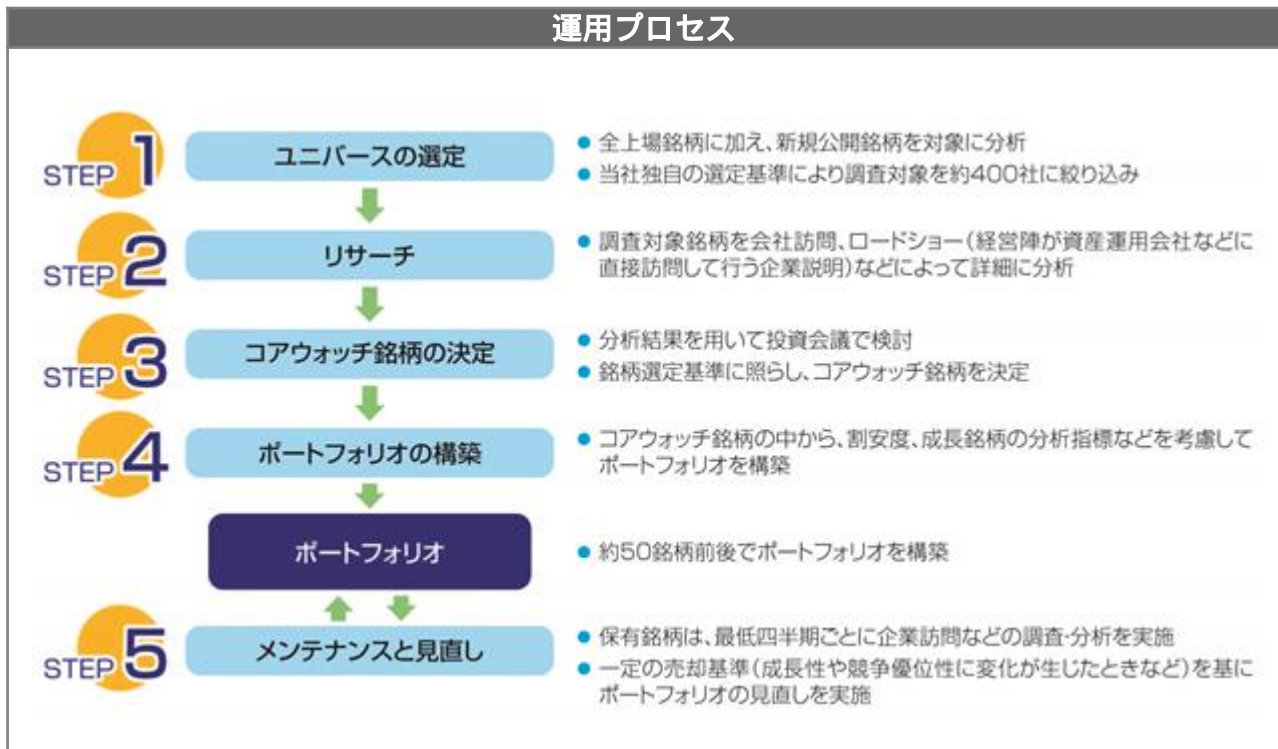 運用プロセス
STEP 1
ユニバースの選定
● 全上場銘柄に加え、新規公開銘柄を対象に分析
● 当社独自の選定基準により調査対象を約400社に絞り込み
STEP 2
リサーチ
● 調査対象銘柄を会社訪問、ロードショー(経営陣が資産運用会社などに
直接訪問して行う企業説明)などによって詳細に分析
STEP 3
コアウォッチ銘柄の決定
● 分析結果を用いて投資会議で検討
● 銘柄選定基準に照らし、コアウォッチ銘柄を決定
STEP 4
ポートフォリオの構築
● コアウォッチ銘柄の中から、割安度、成長銘柄の分析指標などを考慮して
ポートフォリオを構築
ポートフォリオ
● 約50銘柄前後でポートフォリオを構築
STEP 5
メンテナンスと見直し
● 保有銘柄は、最低四半期ごとに企業訪問などの調査・分析を実施
● 一定の売却基準(成長性や競争優位性に変化が生じたときなど)を基に
ポートフォリオの見直しを実施